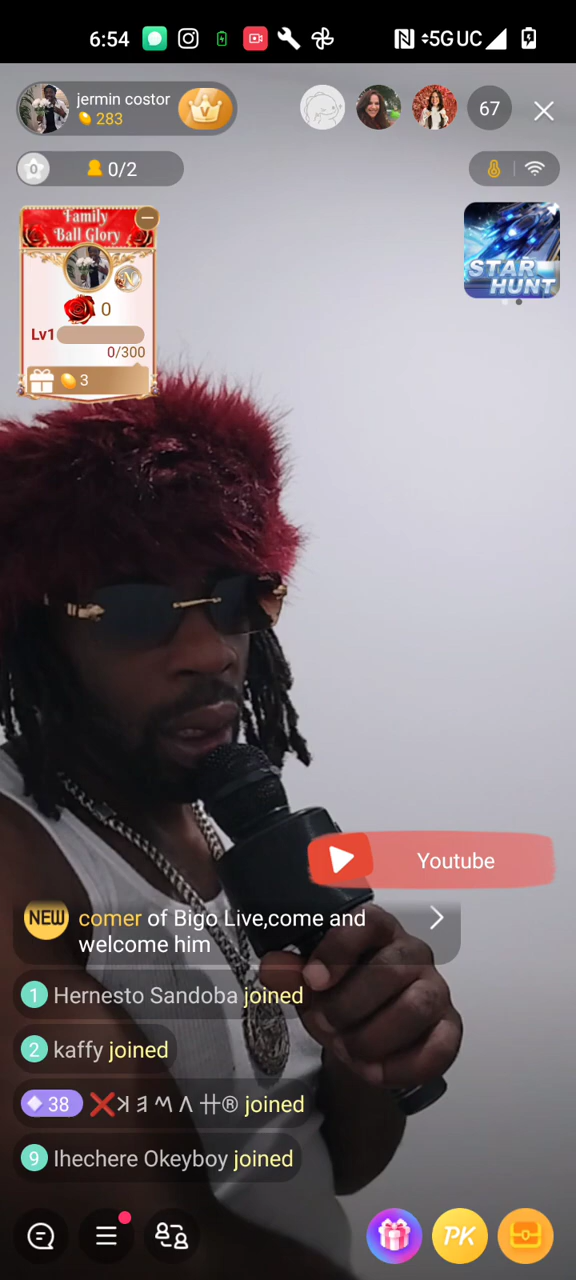 6:54
5G UC
jermin costor
283
67
0
0/2
Family
Ball Glory
N
0
Lv1
0/300
3
STAR
HUNT
Youtube
NEW comer of Bigo Live,come and
welcome him
1 Hernesto Sandoba joined
2 kaffy joined
38 joined
9 Ihechere Okeyboy joined
PK